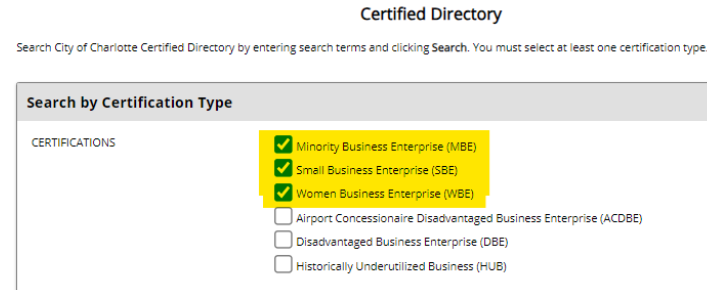 Certified Directory
Search City of Charlotte Certified Directory by entering search terms and clicking Search. You must select at least one certification type.
Search by Certification Type
CERTIFICATIONS
Minority Business Enterprise (MBE)
Small Business Enterprise (SBE)
Women Business Enterprise (WBE)
Airport Concessionaire Disadvantaged Business Enterprise (ACDBE)
Disadvantaged Business Enterprise (DBE)
Historically Underutilized Business (HUB)